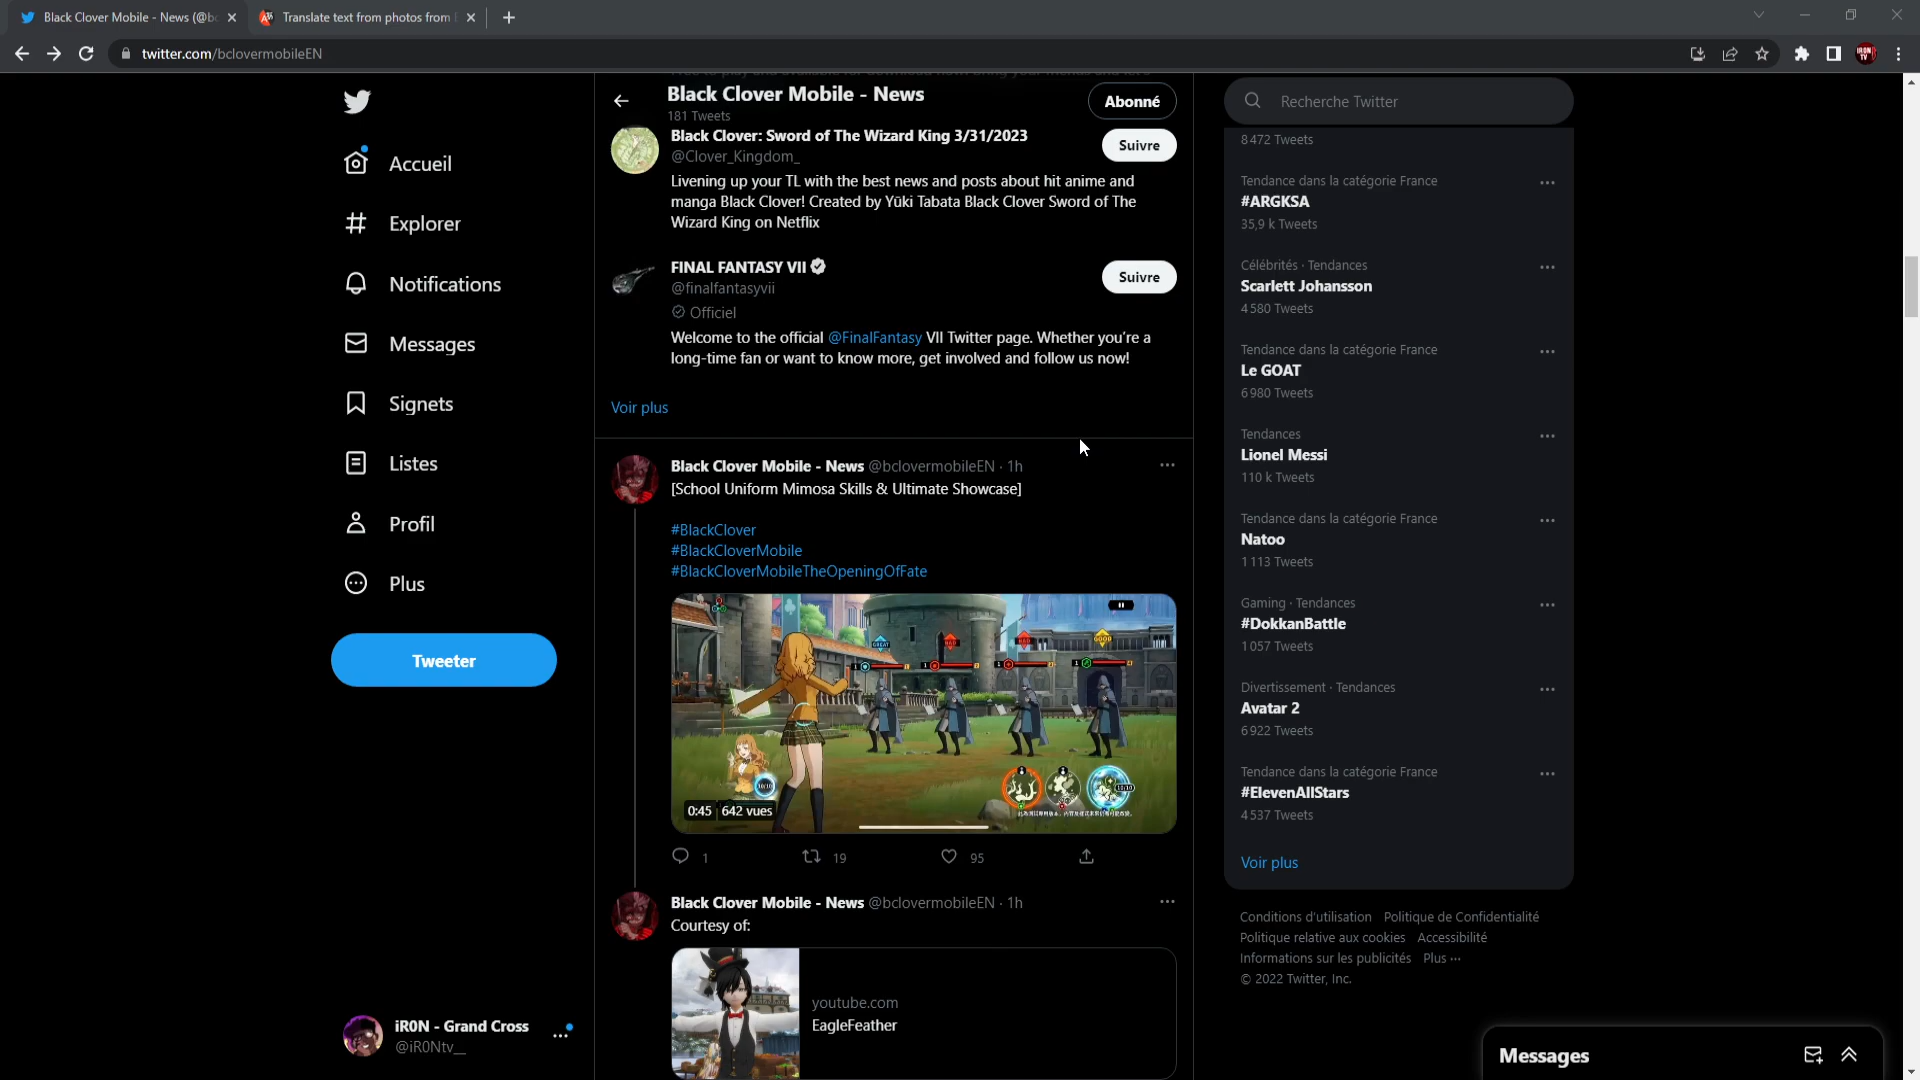 Black Clover Mobile - News (@bc
Translate text from photos from
twitter.com/bclovermobileEN
Accueil
Explorer
Notifications
Messages
Signets
Listes
Profil
Plus
Tweeter
iR0N - Grand Cross
@iR0Ntv__
Black Clover Mobile - News
181 Tweets
Abonné
Black Clover: Sword of The Wizard King 3/31/2023
@Clover_Kingdom_
Suivre
Livening up your TL with the best news and posts about hit anime and
manga Black Clover! Created by Yūki Tabata Black Clover Sword of The
Wizard King on Netflix
FINAL FANTASY VII
@finalfantasyvii
Suivre
Officiel
Welcome to the official @FinalFantasy VII Twitter page. Whether you're a
long-time fan or want to know more, get involved and follow us now!
Voir plus
Black Clover Mobile - News @bclovermobileEN · 1h
[School Uniform Mimosa Skills & Ultimate Showcase]
#BlackClover
#BlackCloverMobile
#BlackCloverMobileTheOpeningOfFate
GREAT
BAD
BAD
GOOD
10/10
10/10
0:45 642 vues
1
19
95
Black Clover Mobile - News @bclovermobileEN · 1h
Courtesy of:
youtube.com
EagleFeather
Recherche Twitter
8 472 Tweets
Tendance dans la catégorie France
#ARGKSA
35,9 k Tweets
Célébrités · Tendances
Scarlett Johansson
4 580 Tweets
Tendance dans la catégorie France
Le GOAT
6 980 Tweets
Tendances
Lionel Messi
110 k Tweets
Tendance dans la catégorie France
Natoo
1 113 Tweets
Gaming · Tendances
#DokkanBattle
1 057 Tweets
Divertissement · Tendances
Avatar 2
6 922 Tweets
Tendance dans la catégorie France
#ElevenAllStars
4 537 Tweets
Voir plus
Conditions d'utilisation Politique de Confidentialité
Politique relative aux cookies Accessibilité
Informations sur les publicités Plus ···
© 2022 Twitter, Inc.
Messages